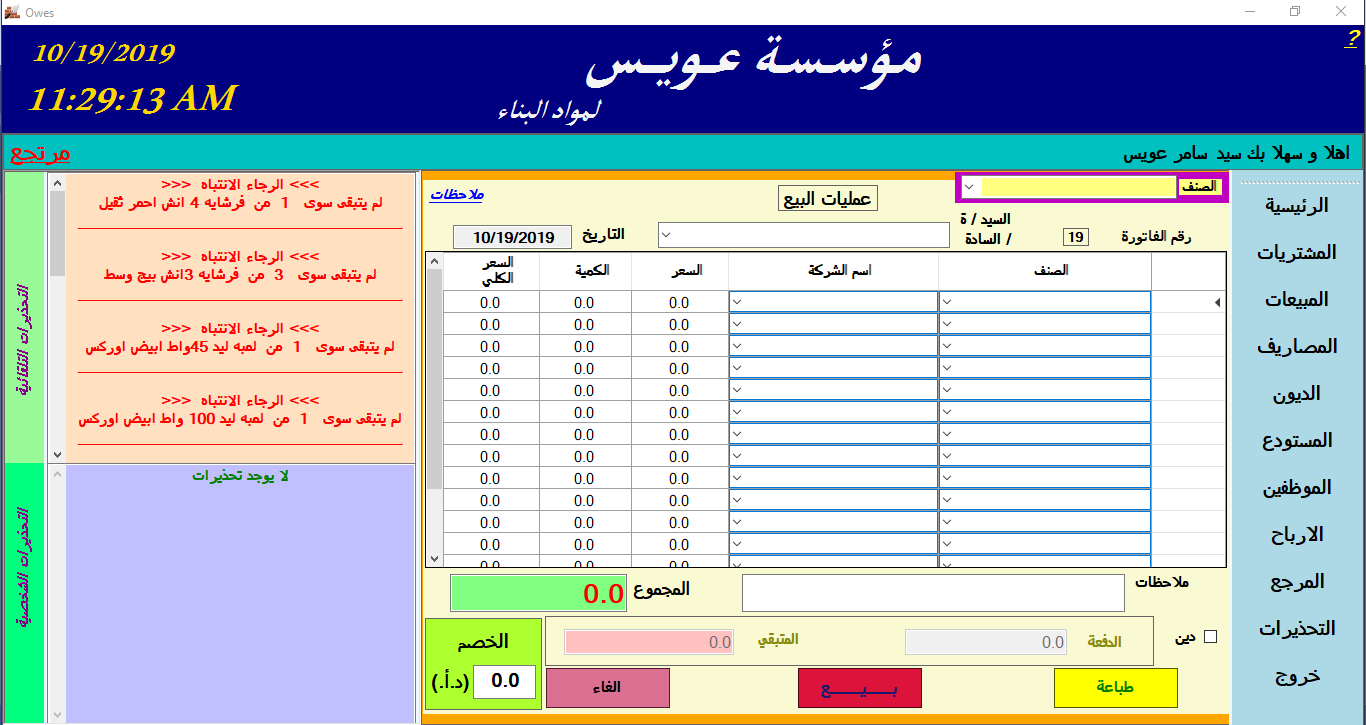 Owes
10/19/2019
11:29:13 AM
مؤسسة عويس
لمواد البناء
?
اهلا و سهلا بك سيد سامر عويس
مرتجع
الرئيسية
المشتريات
المبيعات
المصاريف
الديون
المستودع
الموظفين
الارباح
المرجع
التحذيرات
خروج
الصنف
عمليات البيع
ملاحظات
رقم الفاتورة 19
السيد / ة
/ السادة
التاريخ 10/19/2019
الصنف اسم الشركة السعر الكمية السعر الكلي
0.0 0.0 0.0
0.0 0.0 0.0
0.0 0.0 0.0
0.0 0.0 0.0
0.0 0.0 0.0
0.0 0.0 0.0
0.0 0.0 0.0
0.0 0.0 0.0
0.0 0.0 0.0
0.0 0.0 0.0
0.0 0.0 0.0
0.0 0.0 0.0
0.0 0.0 0.0
ملاحظات
المجموع 0.0
دين
الدفعة 0.0
المتبقي 0.0
الخصم
0.0 (د.أ.)
طباعة
بـــيـــــع
الغاء
التحذيرات التلقائية
>>> الرجاء الانتباه <<<
لم يتبقى سوى 1 من فرشايه 4 انش احمر ثقيل
>>> الرجاء الانتباه <<<
لم يتبقى سوى 3 من فرشايه 3انش بيج وسط
>>> الرجاء الانتباه <<<
لم يتبقى سوى 1 من لمبه ليد 45واط ابيض اوركس
>>> الرجاء الانتباه <<<
لم يتبقى سوى 1 من لمبه ليد 100 واط ابيض اوركس
التحذيرات الشخصية
لا يوجد تحذيرات